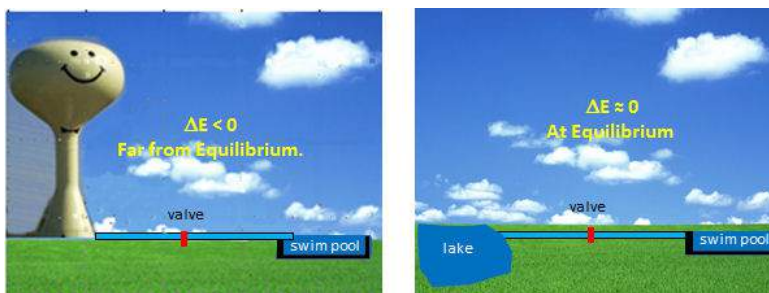 ΔE < 0
Far from Equilibrium.
valve
swim pool
ΔE ≈ 0
At Equilibrium
valve
lake
swim pool